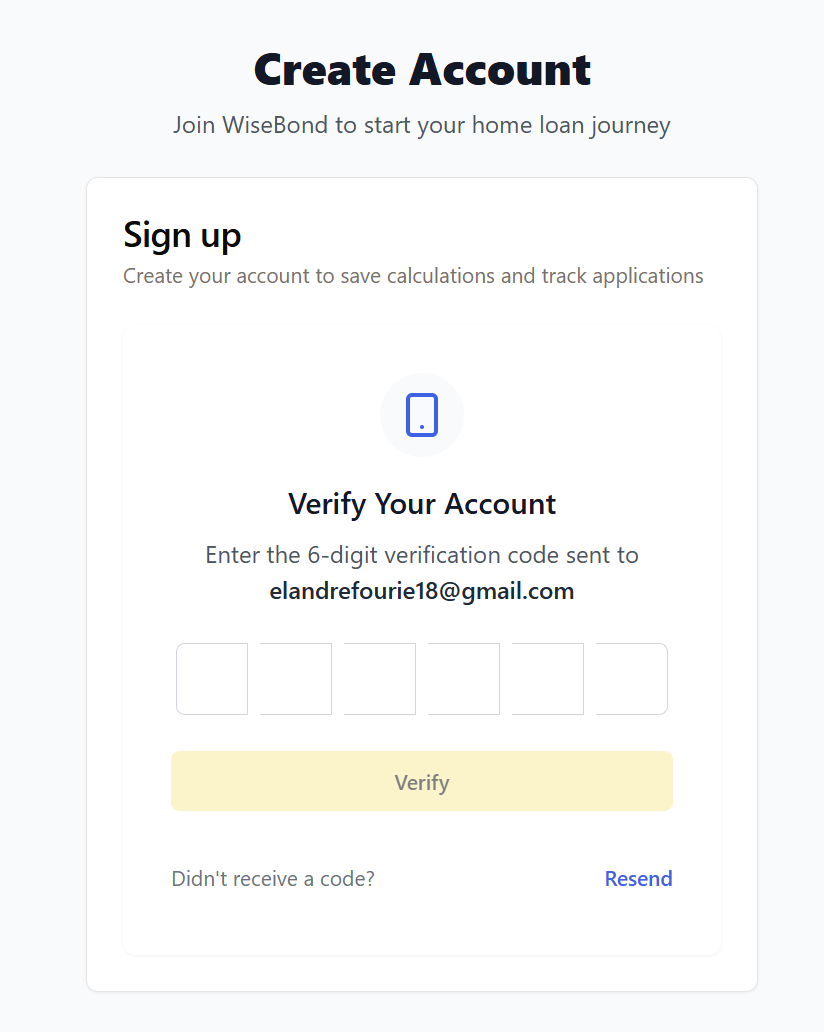 Create Account
Join WiseBond to start your home loan journey
Sign up
Create your account to save calculations and track applications
Verify Your Account
Enter the 6-digit verification code sent to
elandrefourie18@gmail.com
Verify
Didn't receive a code?
Resend